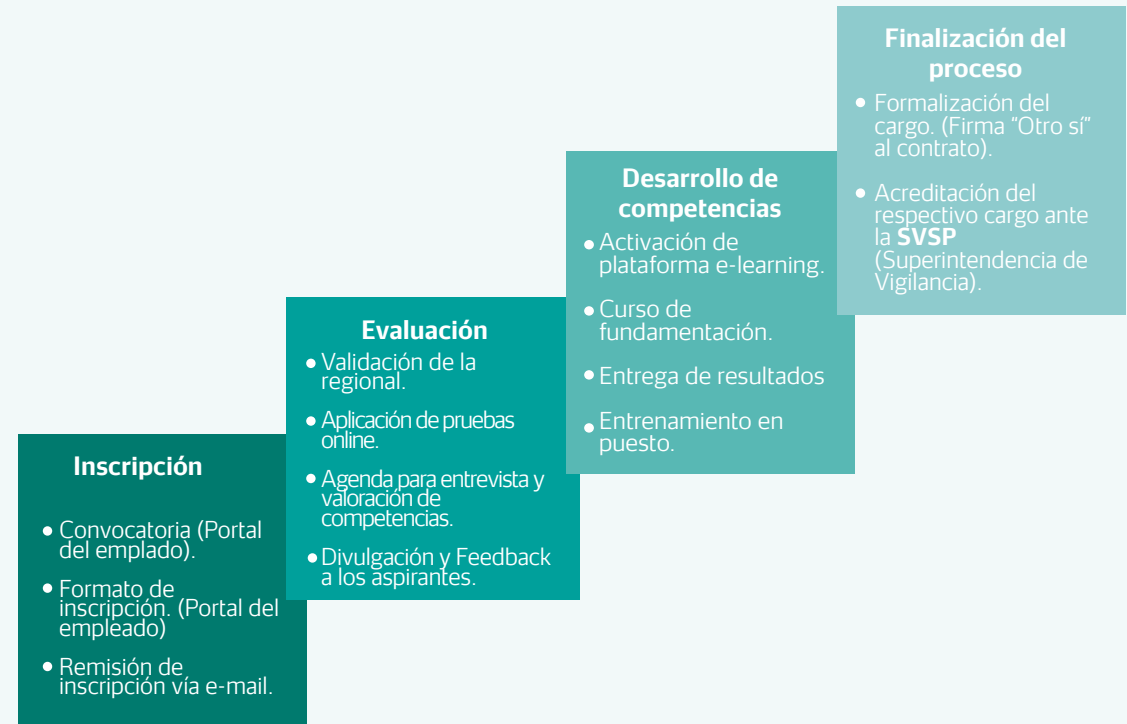 Inscripción
Convocatoria (Portal
del emplado).
Formato de
inscripción. (Portal del
empleado)
Remisión de
inscripción vía e-mail.
Evaluación
Validación de la
regional.
Aplicación de pruebas
online.
Agenda para entrevista y
valoración de
competencias.
Divulgación y Feedback
a los aspirantes.
Desarrollo de
competencias
Activación de
plataforma e-learning.
Curso de
fundamentación.
Entrega de resultados
Entrenamiento en
puesto.
Finalización del
proceso
Formalización del
cargo. (Firma “Otro sí”
al contrato).
Acreditación del
respectivo cargo ante
la SVSP
(Superintendencia de
Vigilancia).